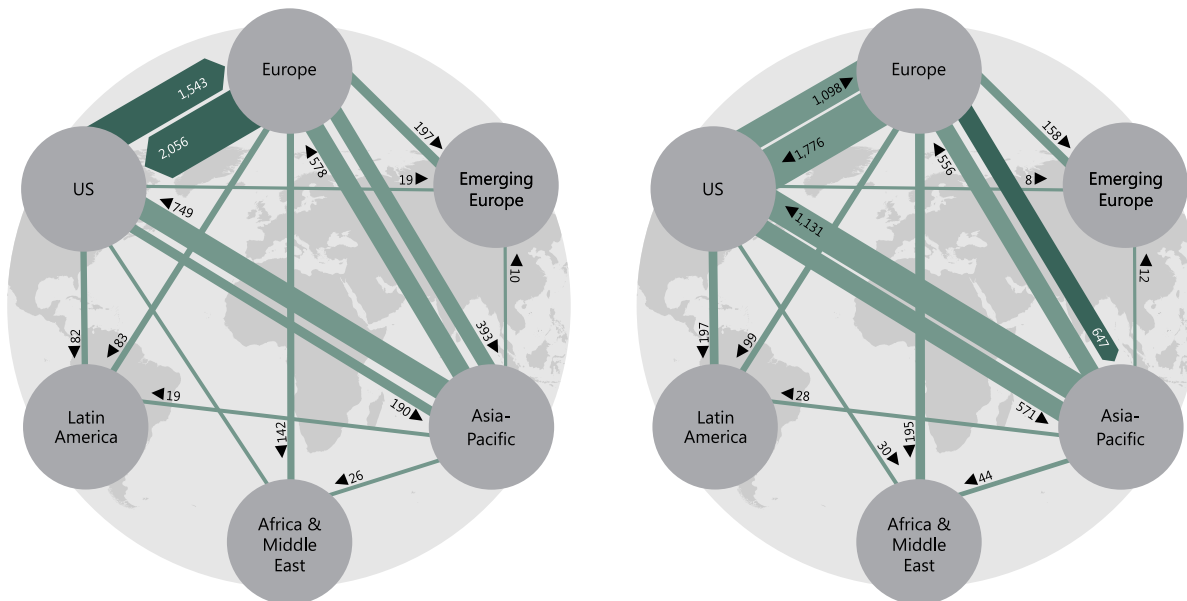 Europe
1,543
2,056
197
578
US
19
Emerging
Europe
749
10
82
83
393
190
19
Latin
America
Asia-
Pacific
142
26
Africa &
Middle
East
Europe
1,098
1,776
158
556
US
8
Emerging
Europe
1,131
12
197
99
647
571
28
Latin
America
Asia-
Pacific
30
195
44
Africa &
Middle
East